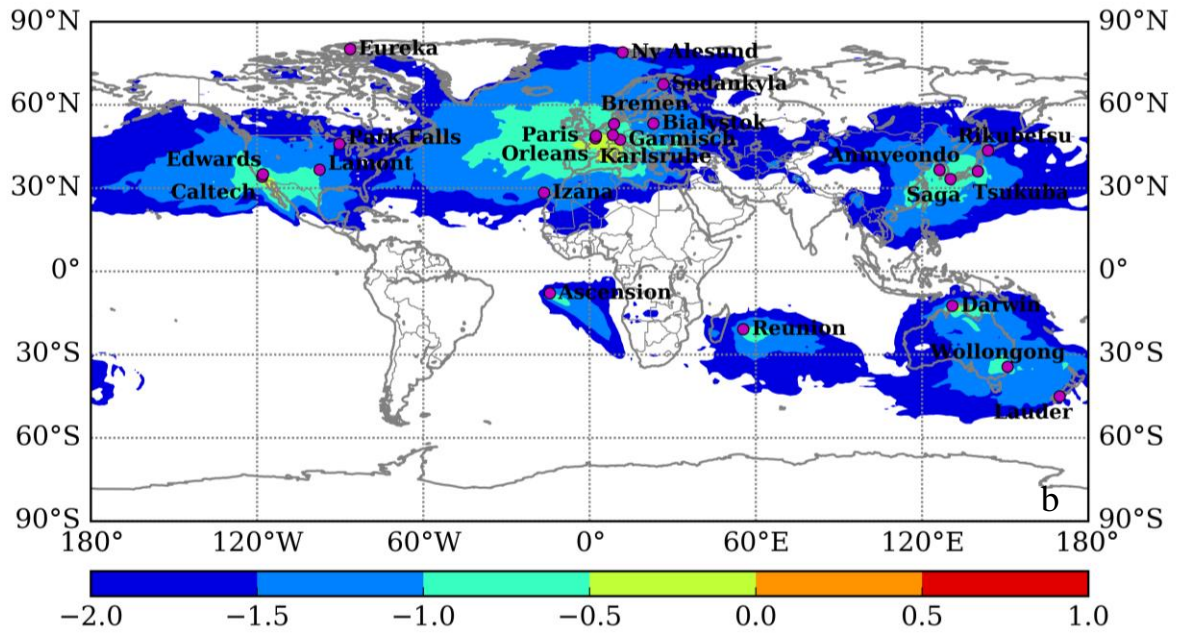 90°N 90°N
Eureka Ny Alesund
Sodankyla
60°N Bremen 60°N
Park Falls Paris Bialystok Rikubetsu
Garmisch
Edwards Lamont Orleans Karlsruhe Anmyeondo
30°N Caltech Izana Saga Tsukuba 30°N
0° 0°
Ascension Darwin
Reunion
30°S Wollongong 30°S
Lauder
60°S 60°S
b
90°S 90°S
180° 120°W 60°W 0° 60°E 120°E 180°
−2.0 −1.5 −1.0 −0.5 0.0 0.5 1.0